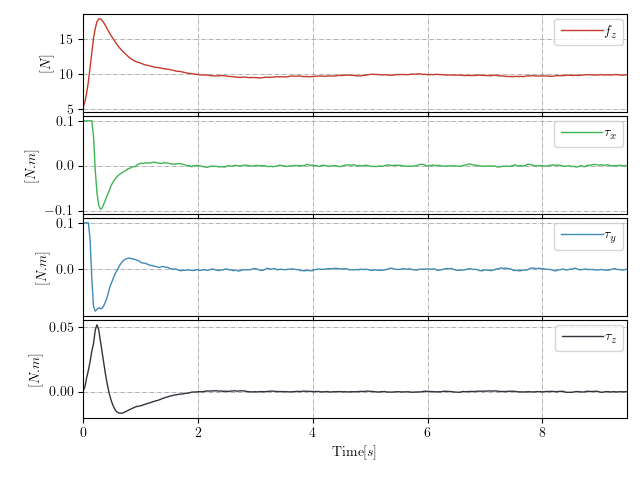 15
10
5
[N]
f_z
0.1
0.0
−0.1
[N.m]
τ_x
0.1
0.0
[N.m]
τ_y
0.05
0.00
[N.m]
τ_z
0 2 4 6 8
Time[s]